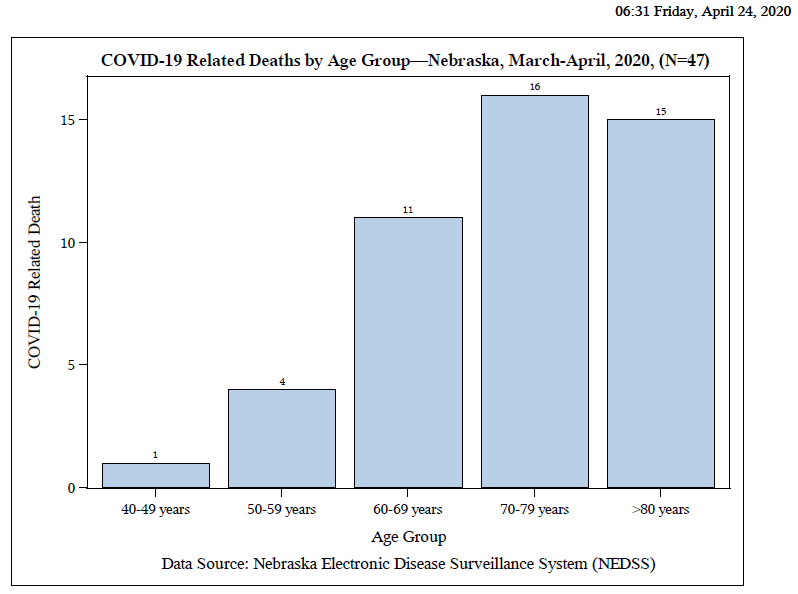 06:31 Friday, April 24, 2020
COVID-19 Related Deaths by Age Group—Nebraska, March-April, 2020, (N=47)
COVID-19 Related Death
15
10
5
0
1
4
11
16
15
40-49 years
50-59 years
60-69 years
70-79 years
>80 years
Age Group
Data Source: Nebraska Electronic Disease Surveillance System (NEDSS)